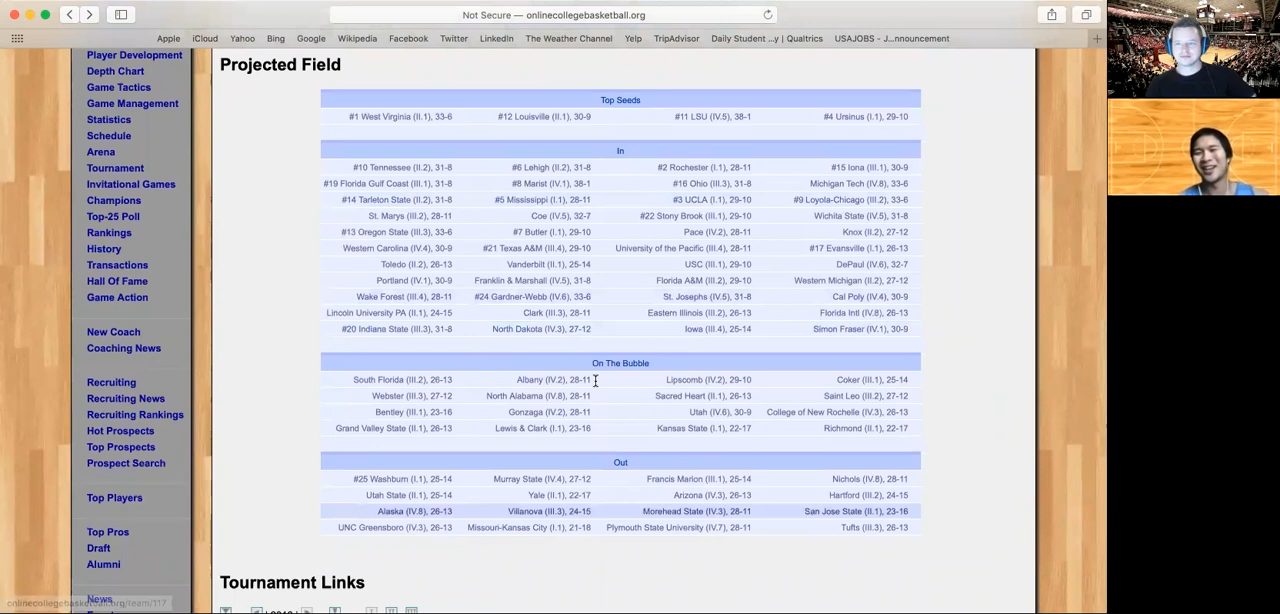 Not Secure — onlinecollegebasketball.org
Apple iCloud Yahoo Bing Google Wikipedia Facebook Twitter LinkedIn The Weather Channel Yelp TripAdvisor Daily Student ...y | Qualtrics USAJOBS - J...nnouncement
Player Development
Depth Chart
Game Tactics
Game Management
Statistics
Schedule
Arena
Tournament
Invitational Games
Champions
Top-25 Poll
Rankings
History
Transactions
Hall Of Fame
Game Action
New Coach
Coaching News
Recruiting
Recruiting News
Recruiting Rankings
Hot Prospects
Top Prospects
Prospect Search
Top Players
Top Pros
Draft
Alumni
News
onlinecollegebasketball.org/team/117
Projected Field
Top Seeds
#1 West Virginia (II.1), 33-6 #12 Louisville (II.1), 30-9 #11 LSU (IV.5), 38-1 #4 Ursinus (I.1), 29-10
In
#10 Tennessee (II.2), 31-8 #6 Lehigh (II.2), 31-8 #2 Rochester (I.1), 28-11 #15 Iona (III.1), 30-9
#19 Florida Gulf Coast (III.1), 31-8 #8 Marist (IV.1), 38-1 #16 Ohio (III.3), 31-8 Michigan Tech (IV.8), 33-6
#14 Tarleton State (II.2), 31-8 #5 Mississippi (I.1), 28-11 #3 UCLA (I.1), 29-10 #9 Loyola-Chicago (III.2), 33-6
St. Marys (III.2), 28-11 Coe (IV.5), 32-7 #22 Stony Brook (III.1), 29-10 Wichita State (IV.5), 31-8
#13 Oregon State (III.3), 33-6 #7 Butler (I.1), 29-10 Pace (II.2), 28-11 Knox (II.2), 27-12
Western Carolina (IV.4), 30-9 #21 Texas A&M (III.4), 29-10 University of the Pacific (III.4), 28-11 #17 Evansville (I.1), 26-13
Toledo (II.2), 26-13 Vanderbilt (II.1), 25-14 USC (III.1), 29-10 DePaul (IV.6), 32-7
Portland (IV.1), 30-9 Franklin & Marshall (IV.5), 31-8 Florida A&M (III.2), 29-10 Western Michigan (II.2), 27-12
Wake Forest (III.4), 28-11 #24 Gardner-Webb (IV.6), 33-6 St. Josephs (IV.5), 31-8 Cal Poly (IV.4), 30-9
Lincoln University PA (II.1), 24-15 Clark (III.3), 28-11 Eastern Illinois (III.2), 26-13 Florida Intl (IV.8), 26-13
#20 Indiana State (III.3), 31-8 North Dakota (IV.3), 27-12 Iowa (III.4), 25-14 Simon Fraser (IV.1), 30-9
On The Bubble
South Florida (III.2), 26-13 Albany (IV.2), 28-11 Lipscomb (IV.2), 29-10 Coker (III.1), 25-14
Webster (III.3), 27-12 North Alabama (IV.8), 28-11 Sacred Heart (I.1), 26-13 Saint Leo (III.2), 27-12
Bentley (III.1), 23-16 Gonzaga (IV.2), 28-11 Utah (IV.6), 30-9 College of New Rochelle (IV.3), 26-13
Grand Valley State (II.1), 26-13 Lewis & Clark (I.1), 23-16 Kansas State (I.1), 22-17 Richmond (II.1), 22-17
Out
#25 Washburn (I.1), 25-14 Murray State (IV.4), 27-12 Francis Marion (III.1), 25-14 Nichols (IV.8), 28-11
Utah State (II.1), 25-14 Yale (II.1), 22-17 Arizona (IV.3), 26-13 Hartford (III.2), 24-15
Alaska (IV.8), 26-13 Villanova (III.3), 24-15 Morehead State (IV.3), 28-11 San Jose State (II.1), 23-16
UNC Greensboro (IV.3), 26-13 Missouri-Kansas City (I.1), 21-18 Plymouth State University (IV.7), 28-11 Tufts (III.3), 26-13
Tournament Links